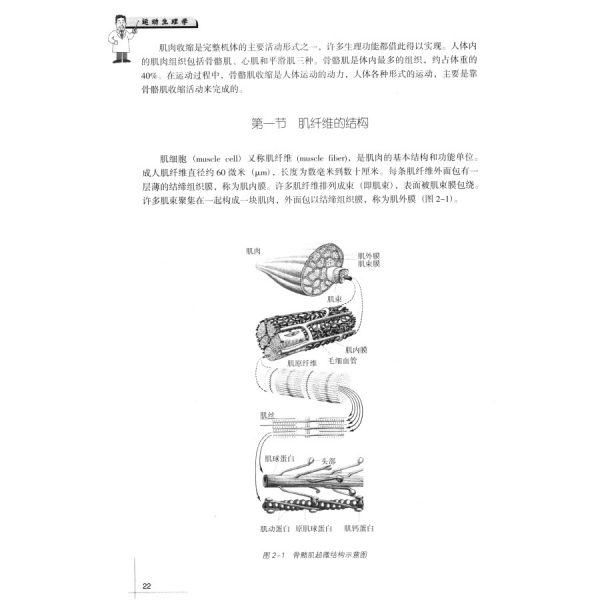 运动生理学
肌肉收缩是完整机体的主要活动形式之一，许多生理功能都借此得以实现。人体内
的肌肉组织包括骨骼肌、心肌和平滑肌三种。骨骼肌是体内最多的组织，约占体重的
40%。在运动过程中，骨骼肌收缩是人体运动的动力，人体各种形式的运动，主要是靠
骨骼肌收缩活动来完成的。
第一节 肌纤维的结构
肌细胞（muscle cell）又称肌纤维（muscle fiber)，是肌肉的基本结构和功能单位。
成人肌纤维直径约 60 微米（μm），长度为数毫米到数十厘米。每条肌纤维外面包有一
层薄的结缔组织膜，称为肌内膜。许多肌纤维排列成束（即肌束），表面被肌束膜包绕。
许多肌束聚集在一起构成一块肌肉，外面包以结缔组织膜，称为肌外膜（图 2-1）。
肌肉
肌外膜
肌束膜
肌束
肌内膜
毛细血管
肌原纤维
肌丝
肌球蛋白
头部
肌动蛋白 原肌球蛋白 肌钙蛋白
图 2-1 骨骼肌超微结构示意图
22